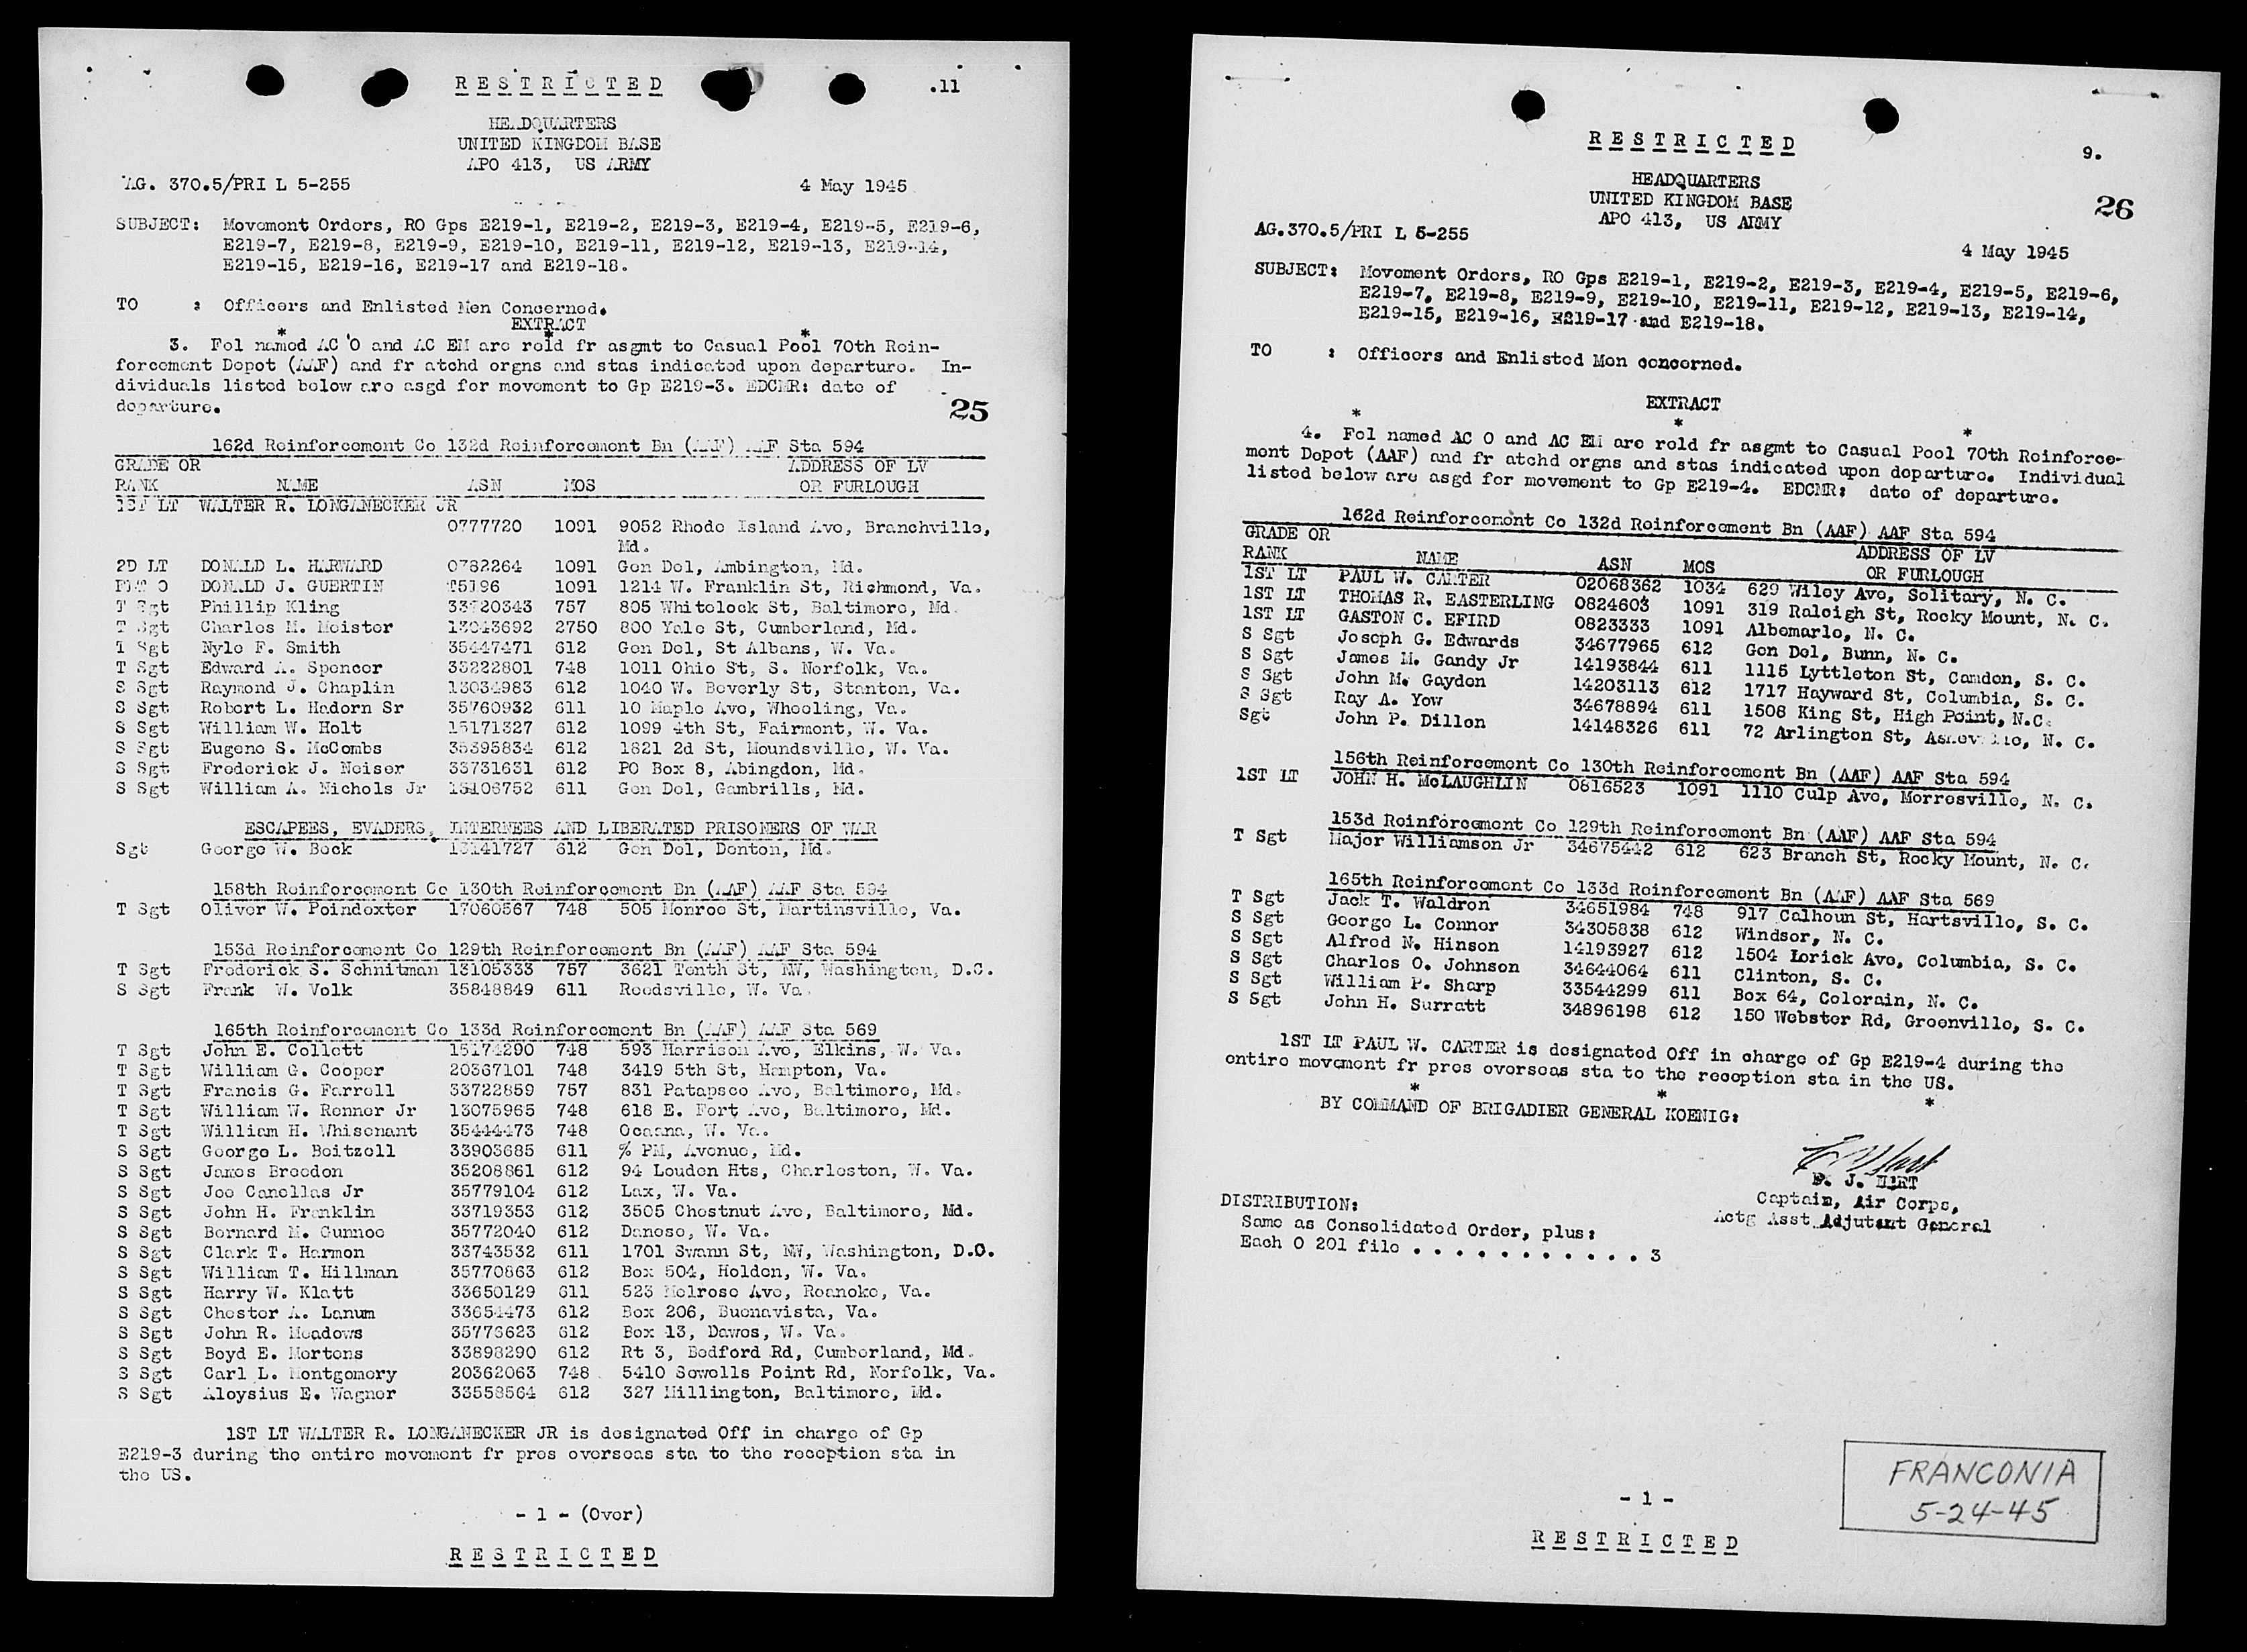 R E S T R I C T E D .11
HEADQUARTERS
UNITED KINGDOM BASE
APO 413, US ARMY
AG. 370.5/PRI L 5-255 4 May 1945
SUBJECT: Movement Orders, RO Gps E219-1, E219-2, E219-3, E219-4, E219-5, E219-6,
E219-7, E219-8, E219-9, E219-10, E219-11, E219-12, E219-13, E219-14,
E219-15, E219-16, E219-17 and E219-18.
TO : Officers and Enlisted Men Concerned.
EXTRACT
* * *
3. Fol named AC O and AC EM are reld fr asgmt to Casual Pool 70th Rein-
forcement Depot (AAF) and fr atchd orgns and stas indicated upon departure. In-
dividuals listed below are asgd for movement to Gp E219-3. EDCMR: date of
departure.
25
162d Reinforcement Co 132d Reinforcement Bn (AAF) AAF Sta 594
GRADE OR ADDRESS OF LV
RANK NAME ASN MOS OR FURLOUGH
1ST LT WALTER R. LONGANECKER JR
0777720 1091 9052 Rhode Island Ave, Branchville,
Md.
2D LT DONALD L. HARWARD 0782264 1091 Gen Del, Ambington, Md.
FLT O DONALD J. GUERTIN T5196 1091 1214 W. Franklin St, Richmond, Va.
T Sgt Phillip Kling 33720343 757 805 Whitelock St, Baltimore, Md.
T Sgt Charles M. Meister 13043692 2750 800 Yale St, Cumberland, Md.
T Sgt Nyle F. Smith 35447471 612 Gen Del, St Albans, W. Va.
T Sgt Edward A. Spencer 33222801 748 1011 Ohio St, S. Norfolk, Va.
S Sgt Raymond J. Chaplin 13034983 612 1040 W. Beverly St, Stanton, Va.
S Sgt Robert L. Hadorn Sr 35760932 611 10 Maple Ave, Wheeling, Va.
S Sgt William W. Holt 15171327 612 1099 4th St, Fairmont, W. Va.
S Sgt Eugene S. McCombs 35395834 612 1821 2d St, Moundsville, W. Va.
S Sgt Frederick J. Neiser 33731631 612 PO Box 8, Abingdon, Md.
S Sgt William A. Nichols Jr 13106752 611 Gen Del, Gambrills, Md.
ESCAPEES, EVADERS, INTERNEES AND LIBERATED PRISONERS OF WAR
Sgt George W. Beck 13141727 612 Gen Del, Denton, Md.
158th Reinforcement Co 130th Reinforcement Bn (AAF) AAF Sta 594
T Sgt Oliver W. Poindexter 17060567 748 505 Monroe St, Martinsville, Va.
153d Reinforcement Co 129th Reinforcement Bn (AAF) AAF Sta 594
T Sgt Frederick S. Schnitman 13105333 757 3621 Tenth St, NW, Washington, D.C.
S Sgt Frank W. Volk 35848849 611 Reedsville, W. Va.
165th Reinforcement Co 133d Reinforcement Bn (AAF) AAF Sta 569
T Sgt John E. Collett 15174290 748 593 Harrison Ave, Elkins, W. Va.
T Sgt William G. Cooper 20367101 748 3419 5th St, Hampton, Va.
T Sgt Francis G. Farrell 33722859 757 831 Patapsco Ave, Baltimore, Md.
T Sgt William W. Renner Jr 13075965 748 618 E. Fort Ave, Baltimore, Md.
T Sgt William H. Whisenant 35444473 748 Oceana, W. Va.
S Sgt George L. Beitzell 33903685 611 % PM, Avenue, Md.
S Sgt James Breedon 35208861 612 94 Louden Hts, Charleston, W. Va.
S Sgt Joe Canellas Jr 35779104 612 Lax, W. Va.
S Sgt John H. Franklin 33719353 612 3505 Chestnut Ave, Baltimore, Md.
S Sgt Bernard M. Gunnoe 35772040 612 Danese, W. Va.
S Sgt Clark T. Harmon 33743532 611 1701 Swann St, NW, Washington, D.C.
S Sgt William T. Hillman 35770863 612 Box 504, Holden, W. Va.
S Sgt Harry W. Klatt 33650129 611 523 Melrose Ave, Roanoke, Va.
S Sgt Chester A. Lanum 33654473 612 Box 206, Buenavista, Va.
S Sgt John R. Meadows 35773623 612 Box 13, Dawes, W. Va.
S Sgt Boyd E. Mertens 33898290 612 Rt 3, Bedford Rd, Cumberland, Md.
S Sgt Carl L. Montgomery 20362063 748 5410 Sewells Point Rd, Norfolk, Va.
S Sgt Aloysius E. Wagner 33558564 612 327 Millington, Baltimore, Md.
1ST LT WALTER R. LONGANECKER JR is designated Off in charge of Gp
E219-3 during the entire movement fr pres overseas sta to the reception sta in
the US.
- 1 - (Over)
R E S T R I C T E D
R E S T R I C T E D
9.
HEADQUARTERS
UNITED KINGDOM BASE
APO 413, US ARMY
26
AG.370.5/PRI L 5-255
4 May 1945
SUBJECT: Movement Orders, RO Gps E219-1, E219-2, E219-3, E219-4, E219-5, E219-6,
E219-7, E219-8, E219-9, E219-10, E219-11, E219-12, E219-13, E219-14,
E219-15, E219-16, E219-17 and E219-18.
TO : Officers and Enlisted Men concerned.
EXTRACT
* * *
4. Fol named AC O and AC EM are reld fr asgmt to Casual Pool 70th Reinforce-
ment Depot (AAF) and fr atchd orgns and stas indicated upon departure. Individual
listed below are asgd for movement to Gp E219-4. EDCMR: date of departure.
162d Reinforcement Co 132d Reinforcement Bn (AAF) AAF Sta 594
GRADE OR ADDRESS OF LV
RANK NAME ASN MOS OR FURLOUGH
1ST LT PAUL W. CARTER 02068362 1034 629 Wiley Ave, Solitary, N. C.
1ST LT THOMAS R. EASTERLING 0824603 1091 319 Raleigh St, Rocky Mount, N. C.
1ST LT GASTON C. EFIRD 0823333 1091 Albemarle, N. C.
S Sgt Joseph G. Edwards 34677965 612 Gen Del, Bunn, N. C.
S Sgt James M. Gandy Jr 14193844 611 1115 Lyttleton St, Camden, S. C.
S Sgt John M. Gaydon 14203113 612 1717 Hayward St, Columbia, S. C.
S Sgt Ray A. Yow 34678894 611 1508 King St, High Point, N.C.
Sgt John P. Dillon 14148326 611 72 Arlington St, Asheville, N. C.
156th Reinforcement Co 130th Reinforcement Bn (AAF) AAF Sta 594
1ST LT JOHN H. McLAUGHLIN 0816523 1091 1110 Culp Ave, Morresville, N. C.
153d Reinforcement Co 129th Reinforcement Bn (AAF) AAF Sta 594
T Sgt Major Williamson Jr 34675442 612 623 Branch St, Rocky Mount, N. C.
165th Reinforcement Co 133d Reinforcement Bn (AAF) AAF Sta 569
T Sgt Jack T. Waldron 34651984 748 917 Calhoun St, Hartsville, S. C.
S Sgt George L. Connor 34305838 612 Windsor, N. C.
S Sgt Alfred N. Hinson 14193927 612 1504 Lorick Ave, Columbia, S. C.
S Sgt Charles O. Johnson 34644064 611 Clinton, S. C.
S Sgt William P. Sharp 33544299 611 Box 64, Colerain, N. C.
S Sgt John H. Surratt 34896198 612 150 Webster Rd, Greenville, S. C.
1ST LT PAUL W. CARTER is designated Off in charge of Gp E219-4 during the
entire movement fr pres overseas sta to the reception sta in the US.
* * *
BY COMMAND OF BRIGADIER GENERAL KOENIG:
E. J. HART
Captain, Air Corps,
Actg Asst Adjutant General
DISTRIBUTION:
Same as Consolidated Order, plus:
Each O 201 file . . . . . . . . . . . 3
FRANCONIA
5-24-45
- 1 -
R E S T R I C T E D